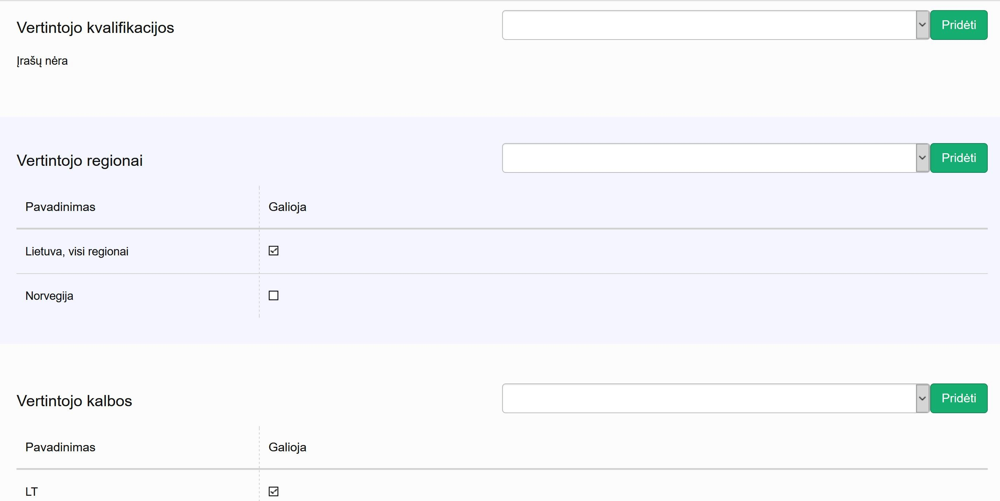 Vertintojo kvalifikacijos
Pridėti
Įrašų nėra
Vertintojo regionai
Pridėti
Pavadinimas Galioja
Lietuva, visi regionai
Norvegija
Vertintojo kalbos
Pridėti
Pavadinimas Galioja
LT